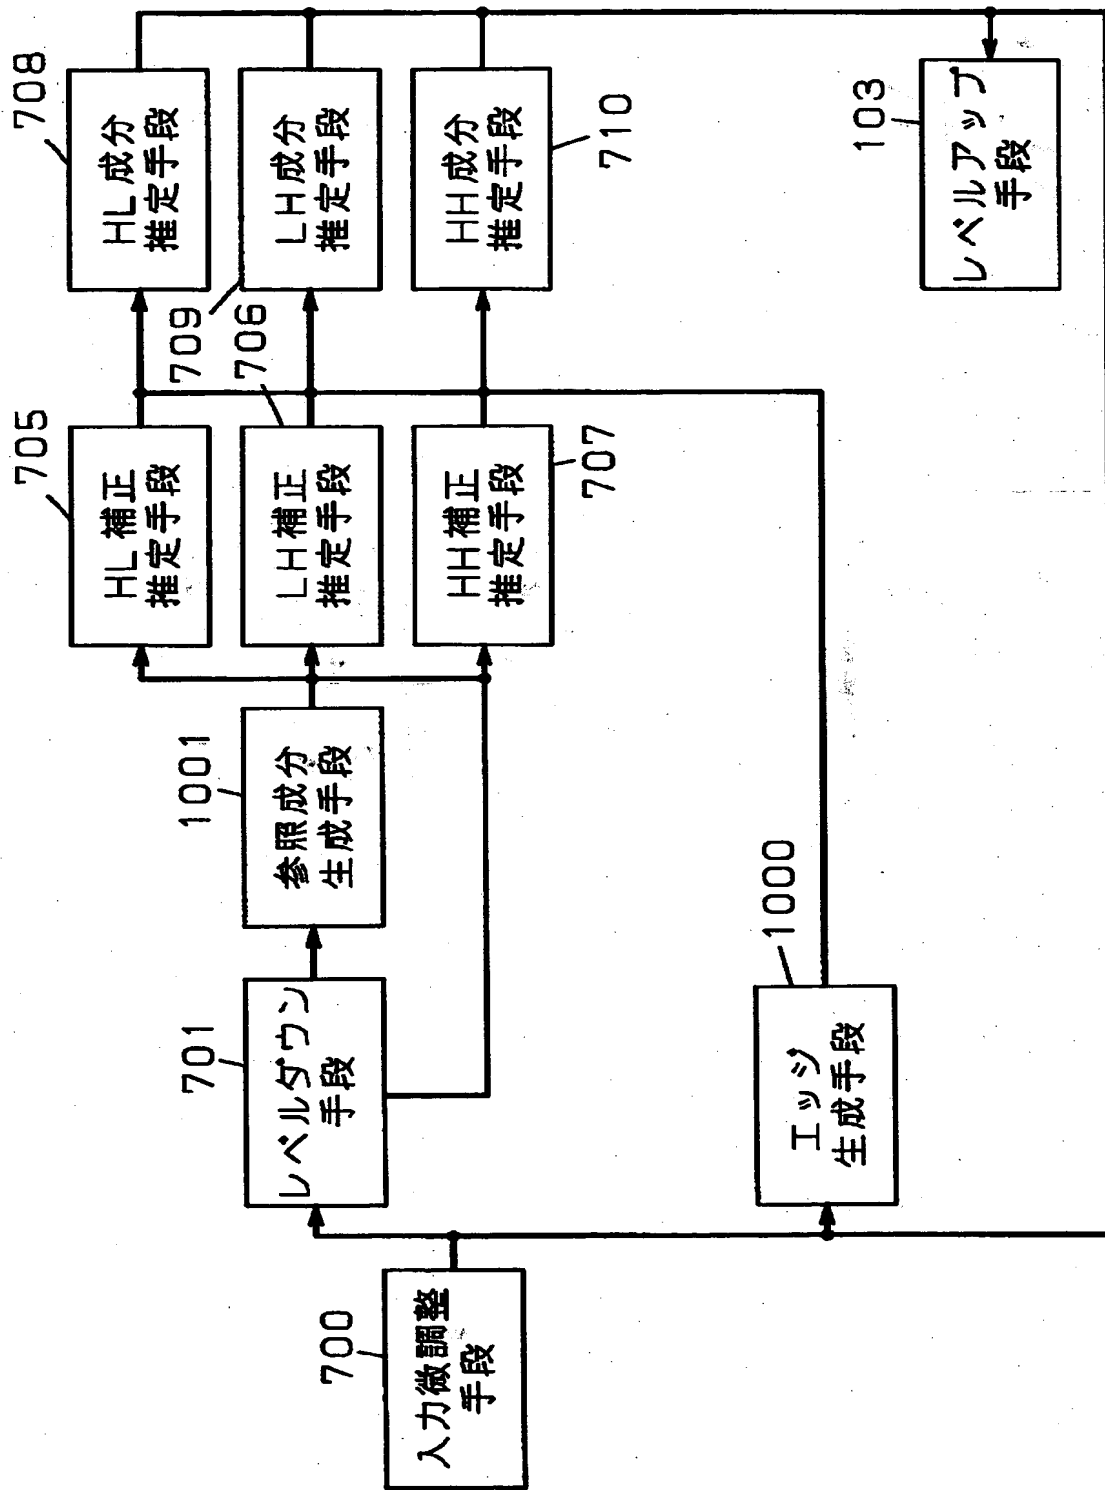 700
入力微調整
手段
701
レベルダウン
手段
1001
参照成分
生成手段
705
HL補正
推定手段
706
LH補正
推定手段
707
HH補正
推定手段
708
HL成分
推定手段
709
LH成分
推定手段
710
HH成分
推定手段
1000
エッジ
生成手段
103
レベルアップ
手段